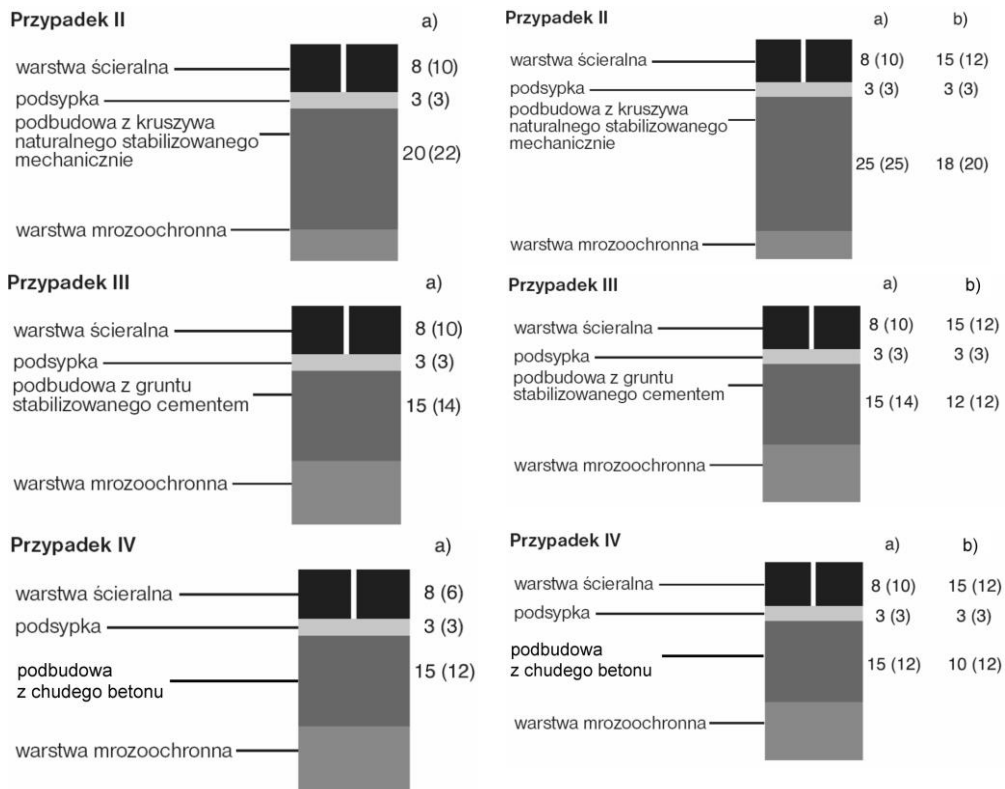 Przypadek II a)
warstwa ścieralna 8 (10)
podsypka 3 (3)
podbudowa z kruszywa
naturalnego stabilizowanego
mechanicznie 20 (22)
warstwa mrozoochronna
Przypadek II a) b)
warstwa ścieralna 8 (10) 15 (12)
podsypka 3 (3) 3 (3)
podbudowa z kruszywa
naturalnego stabilizowanego
mechanicznie
25 (25) 18 (20)
warstwa mrozoochronna
Przypadek III a)
warstwa ścieralna 8 (10)
podsypka 3 (3)
podbudowa z gruntu
stabilizowanego cementem 15 (14)
warstwa mrozoochronna
Przypadek III a) b)
warstwa ścieralna 8 (10) 15 (12)
podsypka 3 (3) 3 (3)
podbudowa z gruntu
stabilizowanego cementem 15 (14) 12 (12)
warstwa mrozoochronna
Przypadek IV a)
warstwa ścieralna 8 (6)
podsypka 3 (3)
podbudowa 15 (12)
z chudego betonu
warstwa mrozoochronna
Przypadek IV a) b)
warstwa ścieralna 8 (10) 15 (12)
podsypka 3 (3) 3 (3)
podbudowa
z chudego betonu 15 (12) 10 (12)
warstwa mrozoochronna